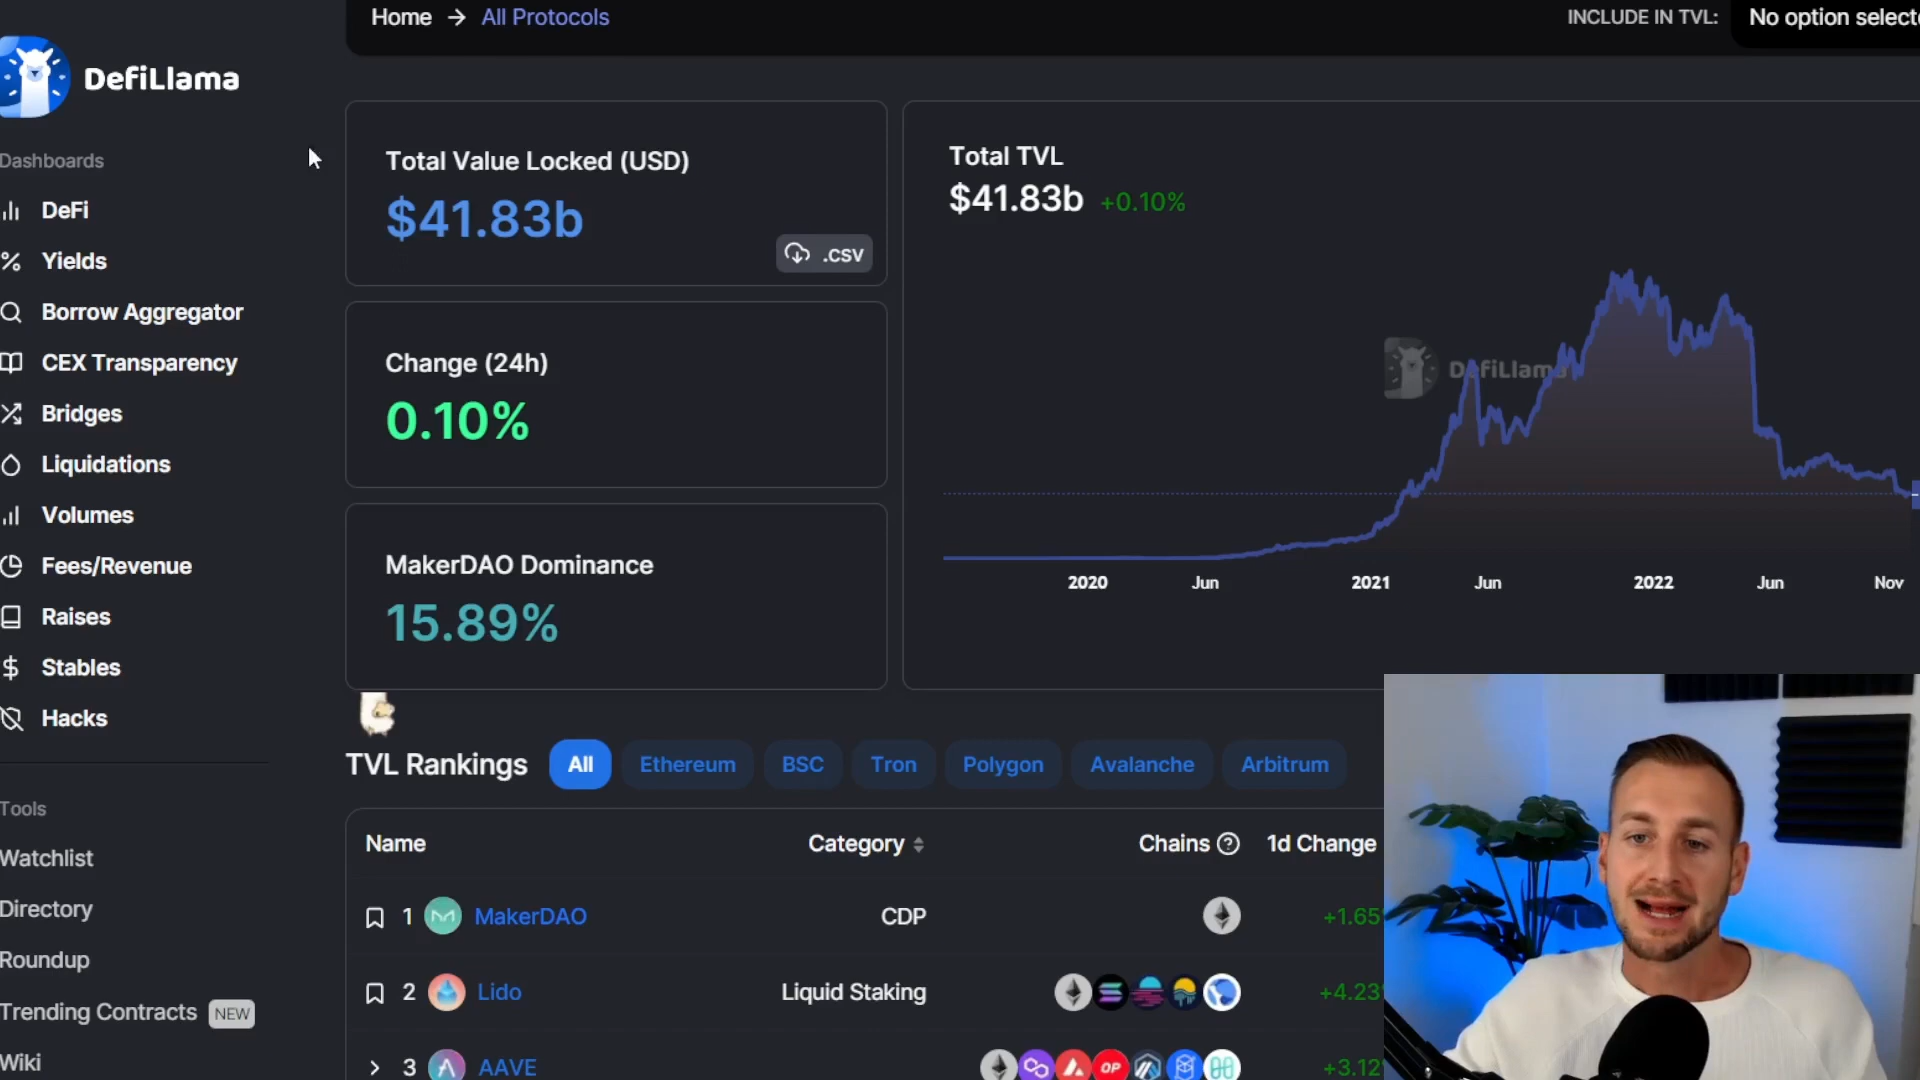 Home → All Protocols
INCLUDE IN TVL:
No option selecte
DefiLlama
Dashboards
DeFi
Yields
Borrow Aggregator
CEX Transparency
Bridges
Liquidations
Volumes
Fees/Revenue
Raises
Stables
Hacks
Tools
Watchlist
Directory
Roundup
Trending Contracts NEW
Wiki
Total Value Locked (USD)
$41.83b
.csv
Change (24h)
0.10%
MakerDAO Dominance
15.89%
Total TVL
$41.83b +0.10%
DefiLlama
2020 Jun 2021 Jun 2022 Jun Nov
TVL Rankings All Ethereum BSC Tron Polygon Avalanche Arbitrum
Name Category Chains ? 1d Change
1 MakerDAO CDP +1.65
2 Lido Liquid Staking +4.23
3 AAVE OP +3.12